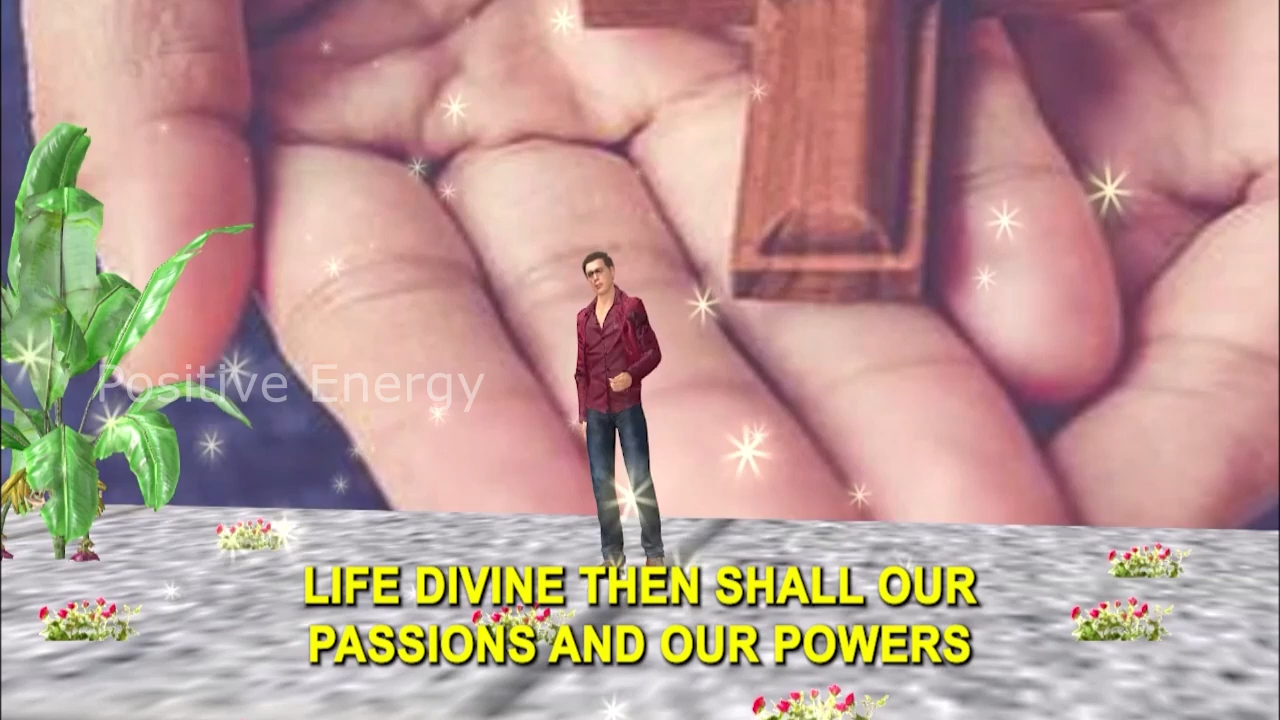 Positive Energy
LIFE DIVINE THEN SHALL OUR
PASSIONS AND OUR POWERS